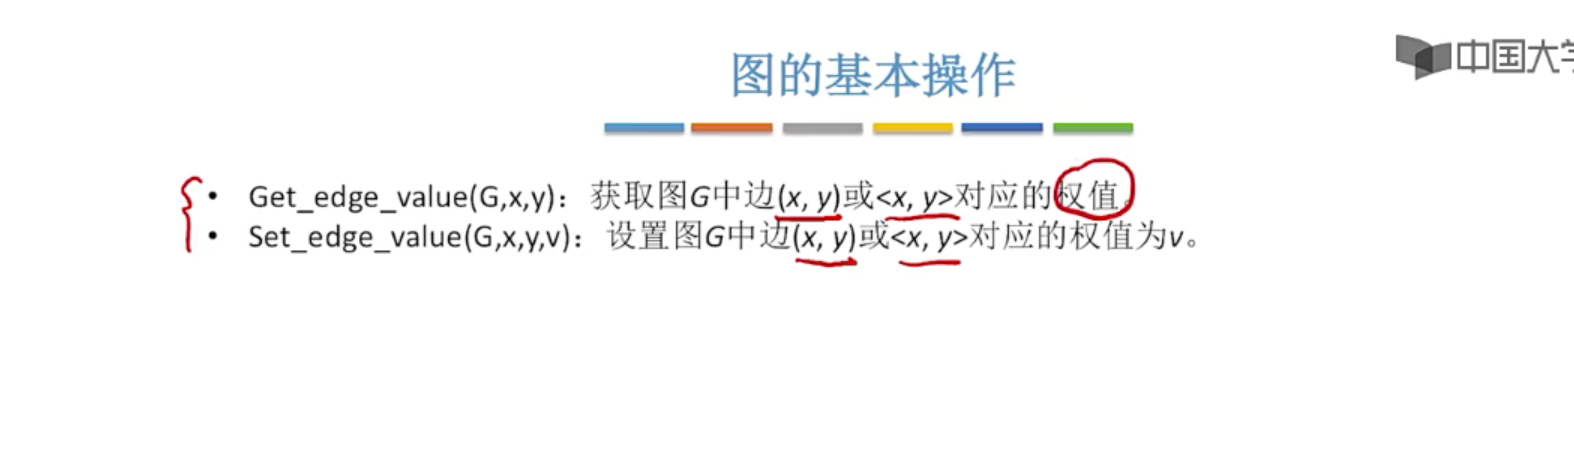 中国大学
图的基本操作
• Get_edge_value(G,x,y)：获取图G中边(x, y)或<x, y>对应的权值。
• Set_edge_value(G,x,y,v)：设置图G中边(x, y)或<x, y>对应的权值为v。